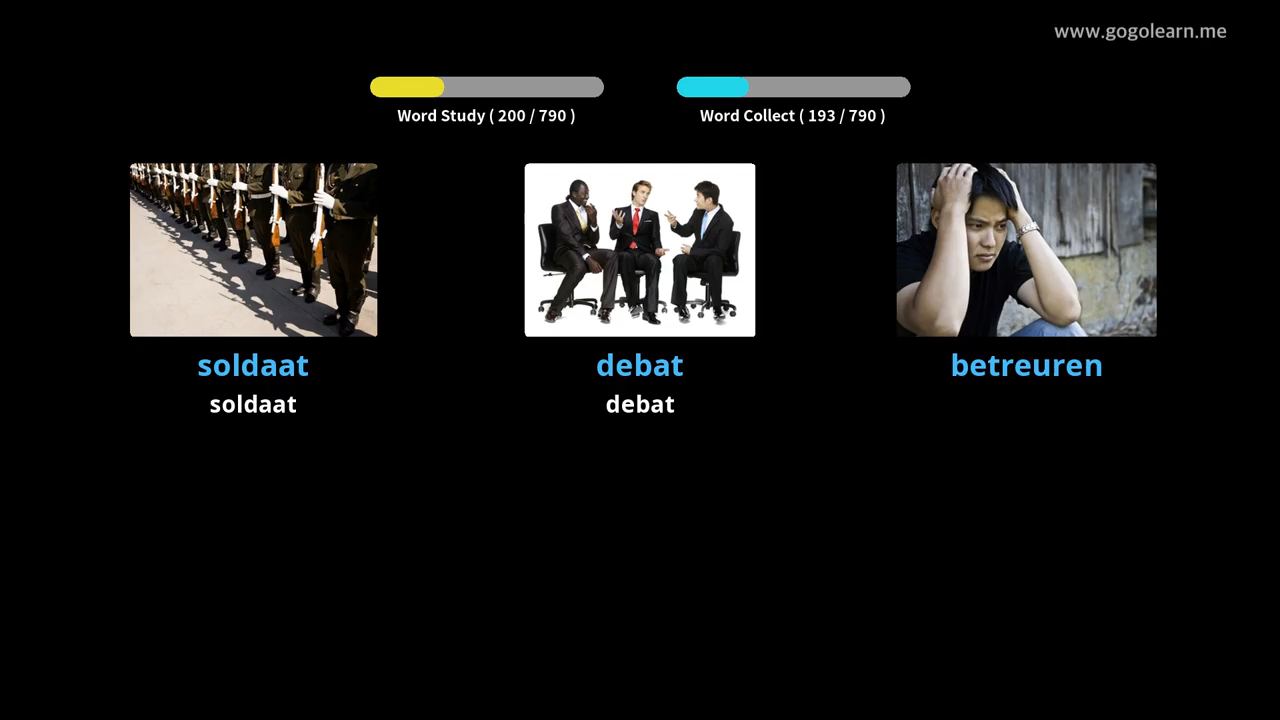 www.gogolearn.me
Word Study ( 200 / 790 )
Word Collect ( 193 / 790 )
soldaat
debat
betreuren
soldaat
debat